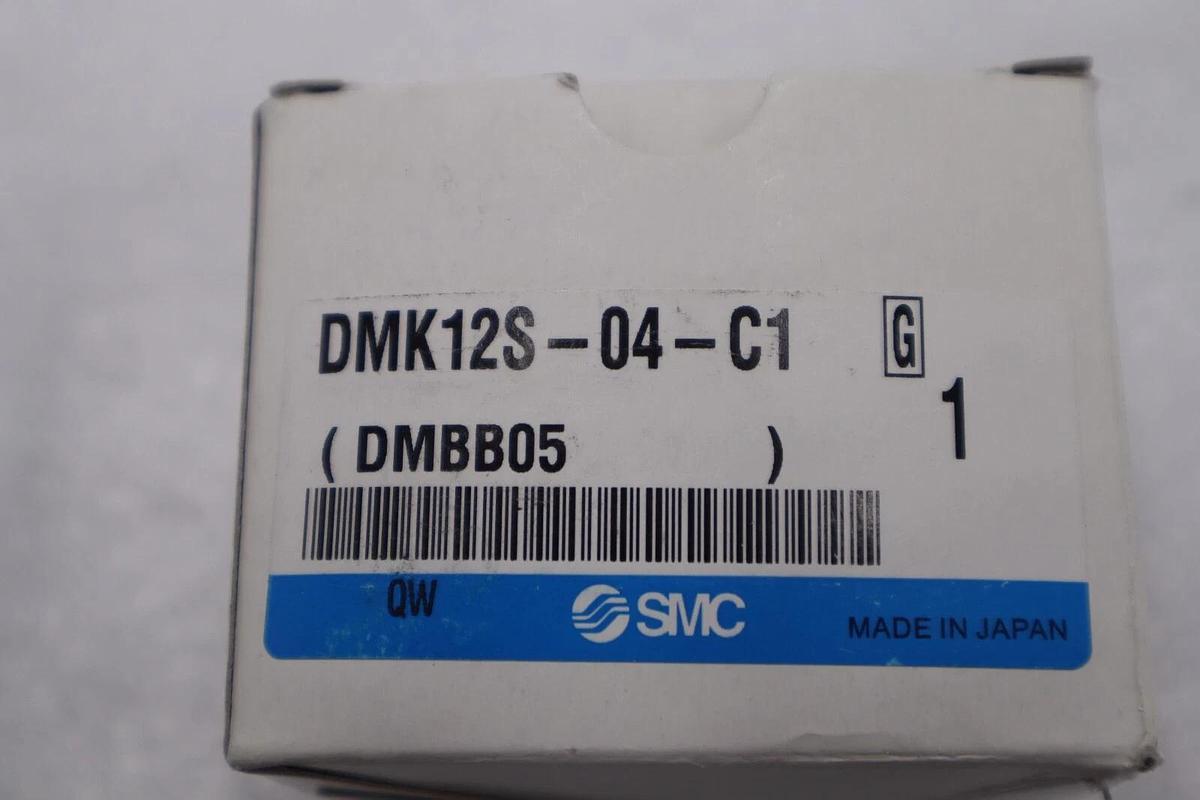 DMK12S-04-C1 G
1
(DMBB05 )
QW SMC MADE IN JAPAN